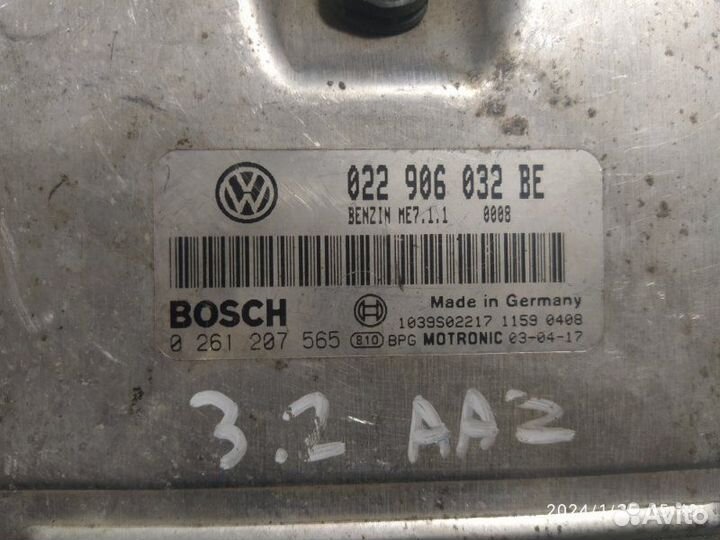 022 906 032 BE
BENZIN ME7.1.1 0008
BOSCH
Made in Germany
1039S02217 1159 0408
0 261 207 565 810 BPG MOTRONIC 03-04-17
3.2 AAZ
Avito